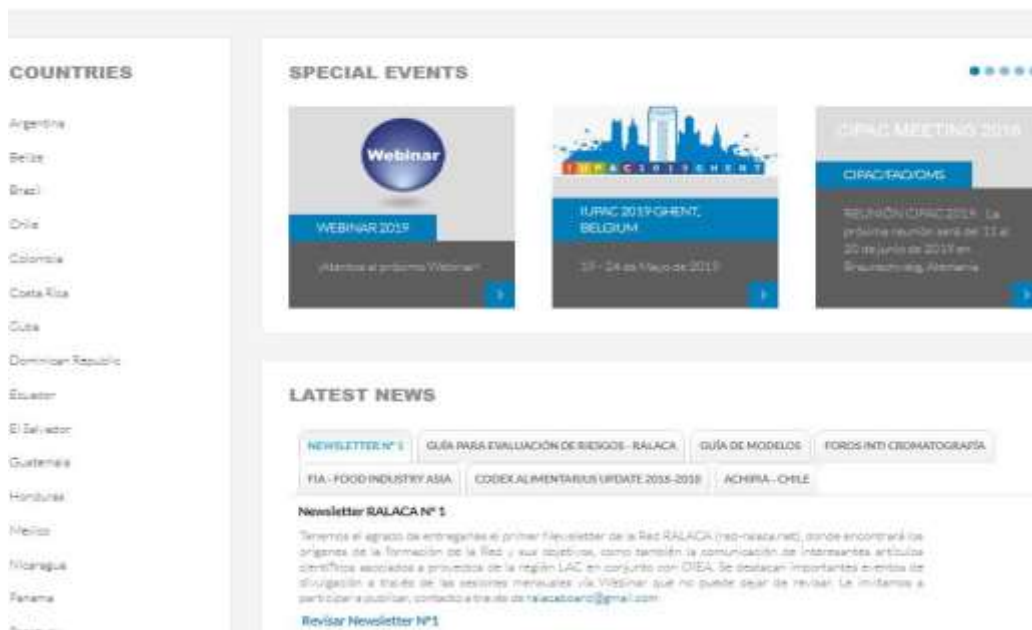 COUNTRIES
Argentina
Belize
Brazil
Chile
Colombia
Costa Rica
Cuba
Dominican Republic
Ecuador
El Salvador
Guatemala
Honduras
Mexico
Nicaragua
Panama
SPECIAL EVENTS
Webinar
WEBINAR 2019
¡Atentos al próximo Webinar!
IUPAC2019GHENT
IUPAC 2019 GHENT,
BELGIUM
19 - 24 de Mayo de 2019
CIPAC MEETING 2018
CIPAC/FAO/OMS
REUNIÓN CIPAC 2019 La
próxima reunión será del 11 al
20 de junio de 2019 en
Braunschweig, Alemania
LATEST NEWS
NEWSLETTER Nº 1
GUÍA PARA EVALUACIÓN DE RIESGOS - RALACA
GUÍA DE MODELOS
FOROS INTI CROMATOGRAFÍA
FIA - FOOD INDUSTRY ASIA
CODEX ALIMENTARIUS UPDATE 2016-2018
ACHIPIA - CHILE
Newsletter RALACA Nº 1
Tenemos el agrado de entregarles el primer Newsletter de la Red RALACA (red-ralaca.net), donde encontrará los
orígenes de la formación de la Red y sus objetivos, como también la comunicación de interesantes artículos
científicos asociados a proyectos de la región LAC en conjunto con OIEA. Se destacan importantes eventos de
divulgación a través de las sesiones mensuales vía Webinar que no puede dejar de revisar. Le invitamos a
participar a publicar, contacto a través de ralacaboard@gmail.com
Revisar Newsletter Nº1